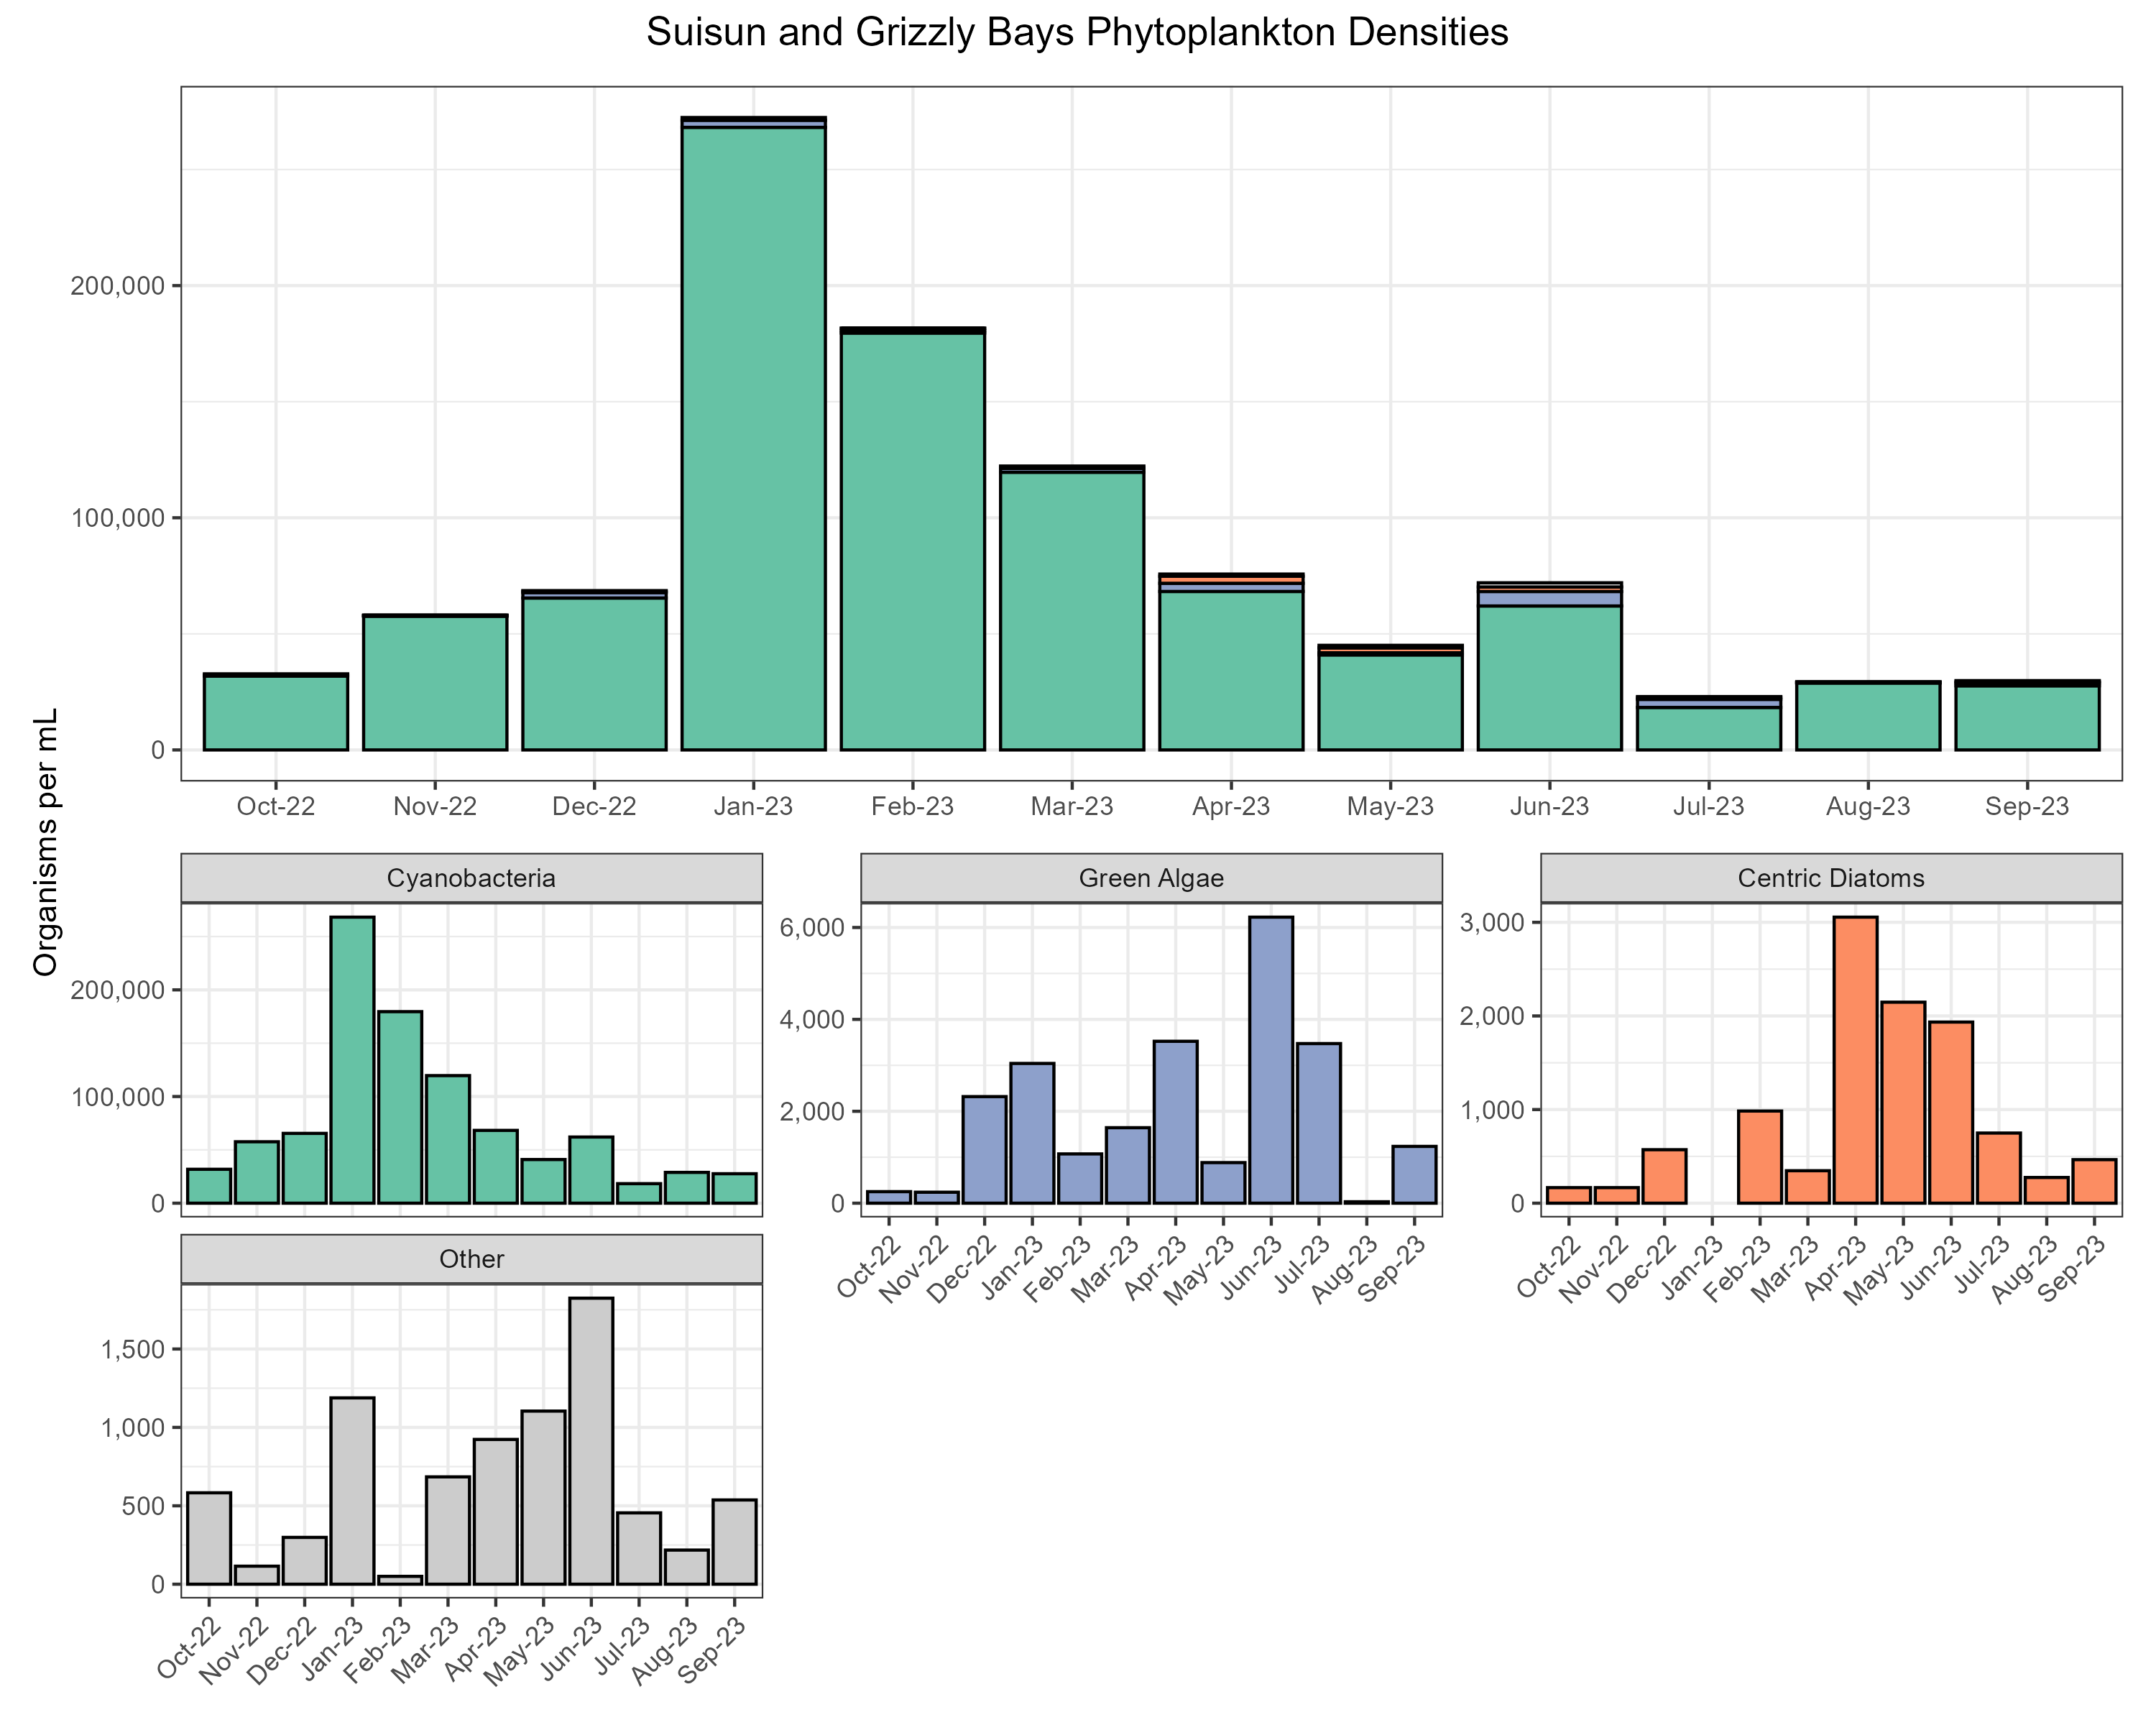 Suisun and Grizzly Bays Phytoplankton Densities
Organisms per mL
200,000
100,000
0
Oct-22 Nov-22 Dec-22 Jan-23 Feb-23 Mar-23 Apr-23 May-23 Jun-23 Jul-23 Aug-23 Sep-23
Cyanobacteria
200,000
100,000
0
Green Algae
6,000
4,000
2,000
0
Oct-22 Nov-22 Dec-22 Jan-23 Feb-23 Mar-23 Apr-23 May-23 Jun-23 Jul-23 Aug-23 Sep-23
Centric Diatoms
3,000
2,000
1,000
0
Oct-22 Nov-22 Dec-22 Jan-23 Feb-23 Mar-23 Apr-23 May-23 Jun-23 Jul-23 Aug-23 Sep-23
Other
1,500
1,000
500
0
Oct-22 Nov-22 Dec-22 Jan-23 Feb-23 Mar-23 Apr-23 May-23 Jun-23 Jul-23 Aug-23 Sep-23